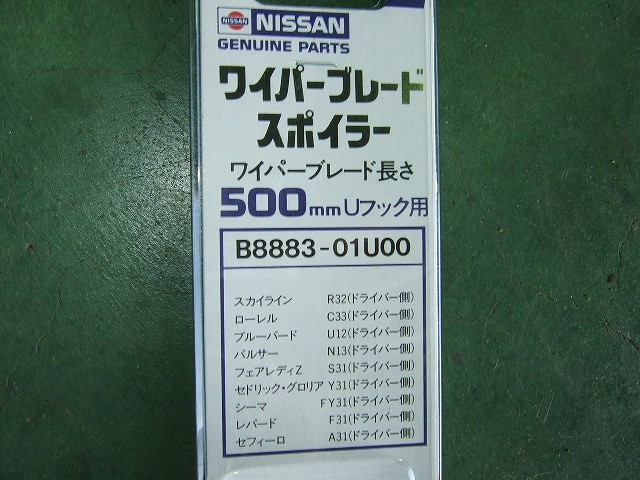 NISSAN NISSAN
GENUINE PARTS
ワイパーブレード
スポイラー
ワイパーブレード長さ
500mmUフック用
B8883-01U00
スカイライン R32(ドライバー側)
ローレル C33(ドライバー側)
ブルーバード U12(ドライバー側)
パルサー N13(ドライバー側)
フェアレディZ S31(ドライバー側)
セドリック・グロリア Y31(ドライバー側)
シーマ FY31(ドライバー側)
レパード F31(ドライバー側)
セフィーロ A31(ドライバー側)